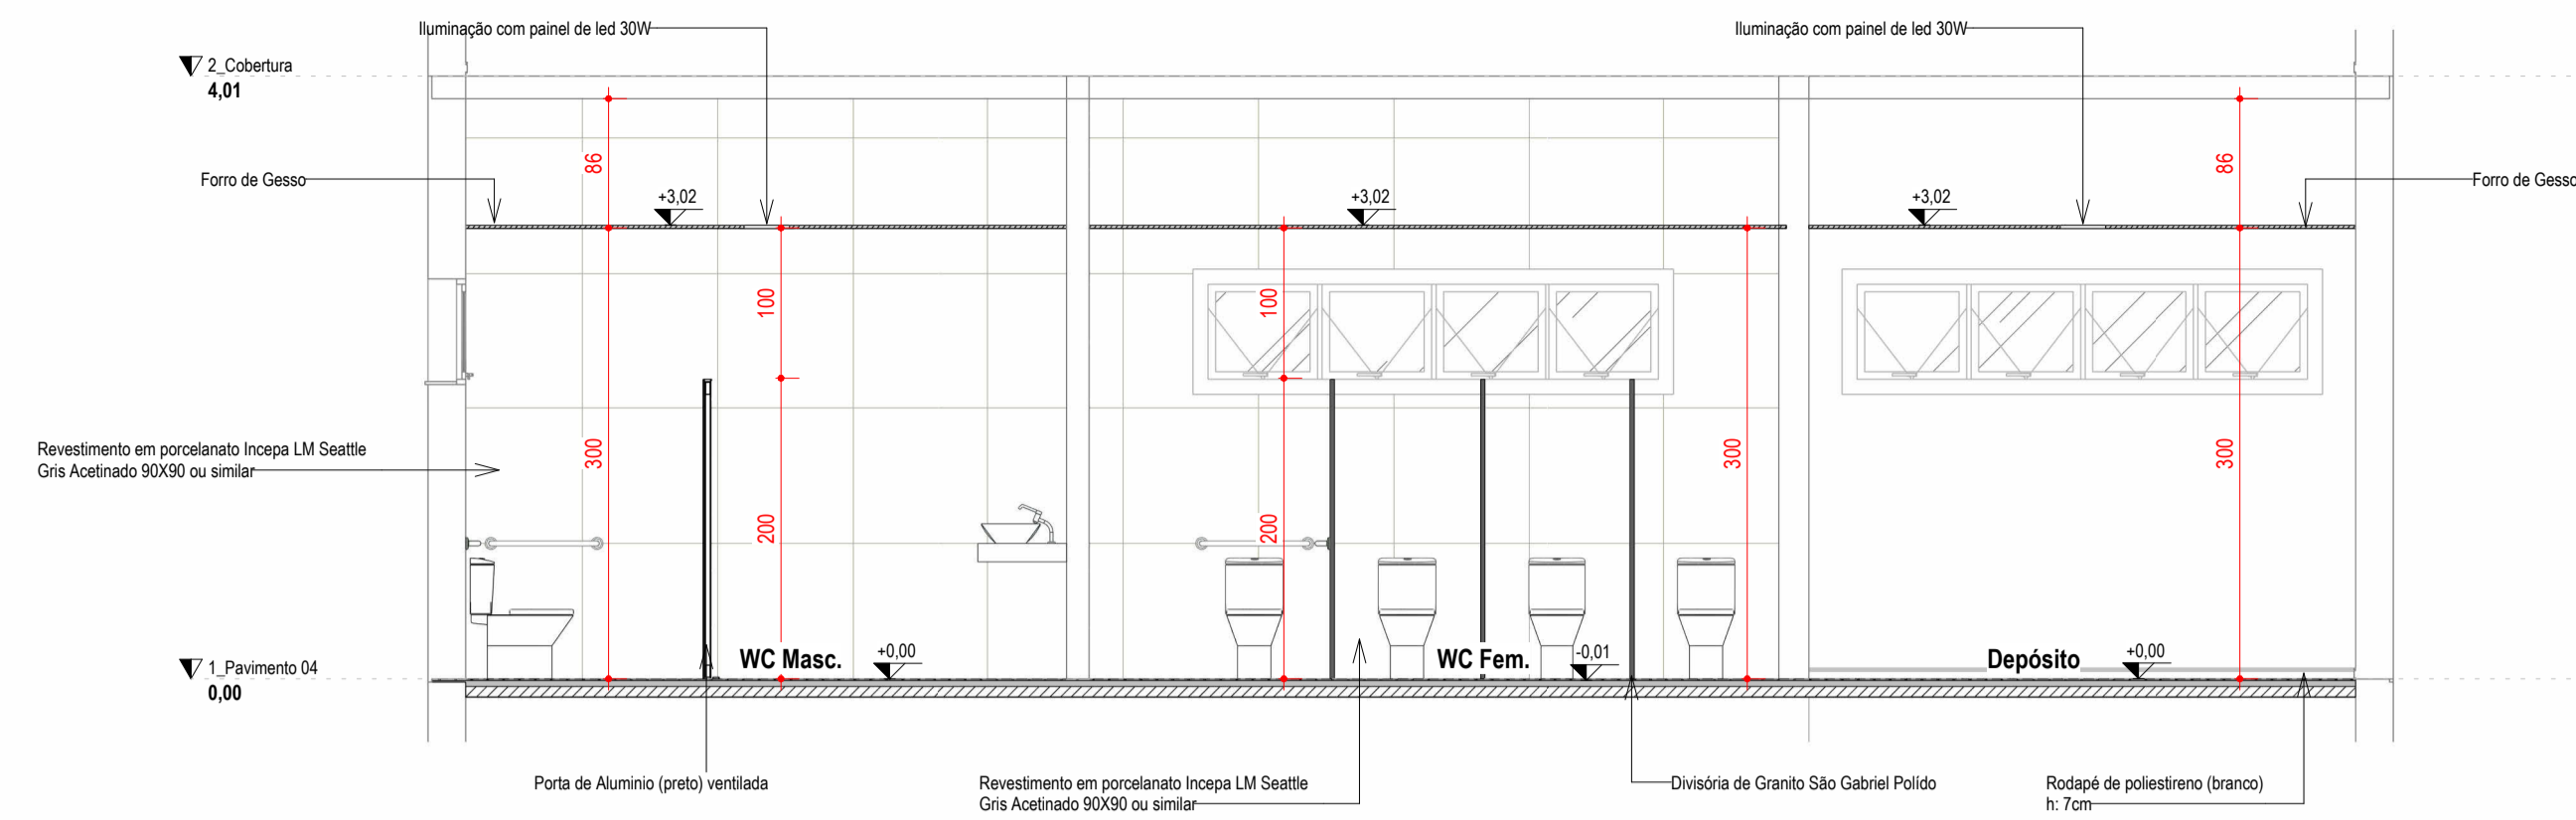 Iluminação com painel de led 30W
Iluminação com painel de led 30W
2_Cobertura
4,01
86
86
Forro de Gesso
+3,02
+3,02
+3,02
Forro de Gesso
100
100
Revestimento em porcelanato Incepa LM Seattle
Gris Acetinado 90X90 ou similar
300
300
300
200
200
WC Masc.
+0,00
WC Fem.
-0,01
Depósito
+0,00
1_Pavimento 04
0,00
Porta de Aluminio (preto) ventilada
Revestimento em porcelanato Incepa LM Seattle
Gris Acetinado 90X90 ou similar
Divisória de Granito São Gabriel Polído
Rodapé de poliestireno (branco)
h: 7cm